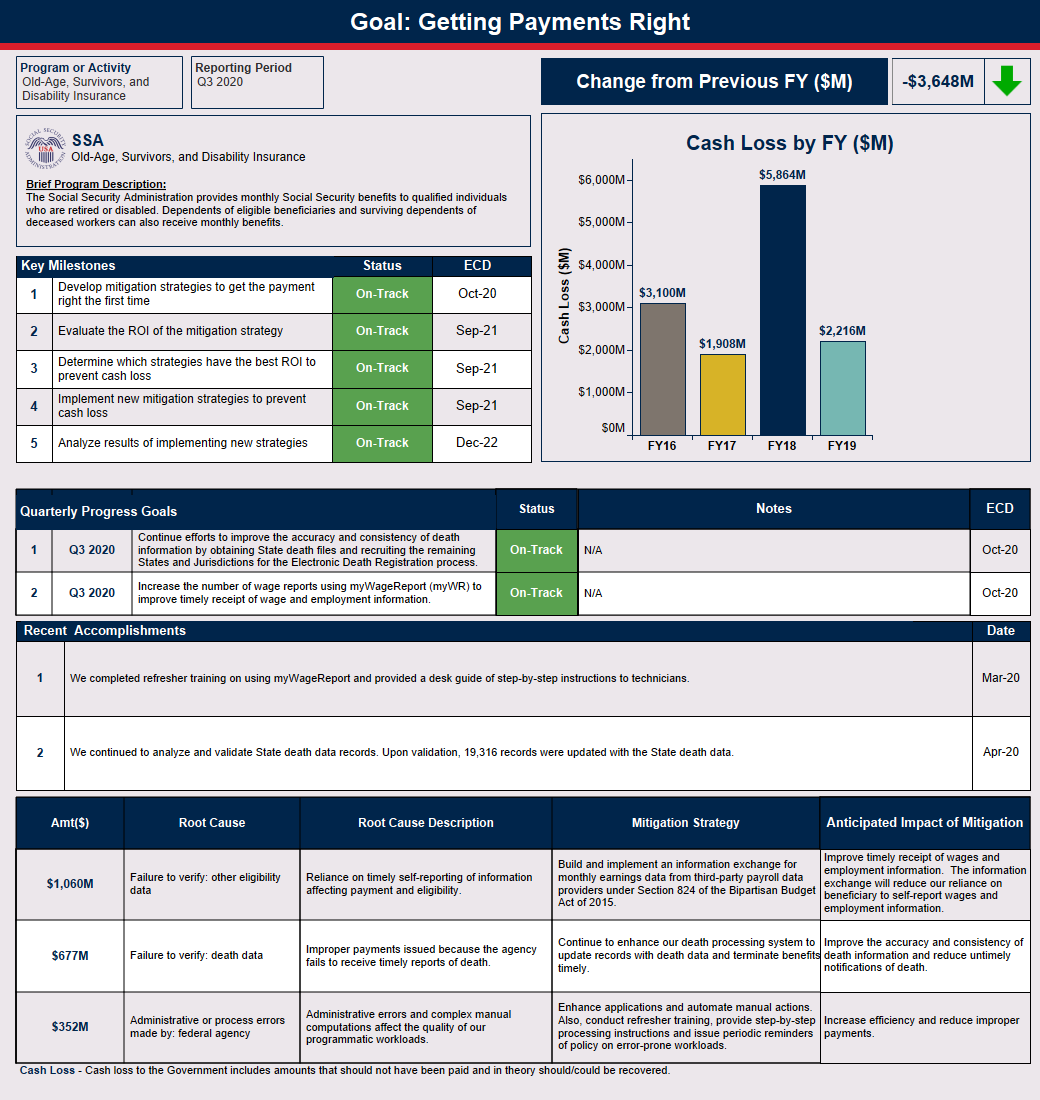 Goal: Getting Payments Right
Program or Activity
Old-Age, Survivors, and
Disability Insurance
Reporting Period
Q3 2020
Change from Previous FY ($M)
-$3,648M
SOCIAL SECURITY ADMINISTRATION
USA
SSA
Old-Age, Survivors, and Disability Insurance
Brief Program Description:
The Social Security Administration provides monthly Social Security benefits to qualified individuals
who are retired or disabled. Dependents of eligible beneficiaries and surviving dependents of
deceased workers can also receive monthly benefits.
Cash Loss by FY ($M)
Cash Loss ($M)
$6,000M
$5,000M
$4,000M
$3,000M
$2,000M
$1,000M
$0M
$3,100M
$1,908M
$5,864M
$2,216M
FY16 FY17 FY18 FY19
Key Milestones Status ECD
1 Develop mitigation strategies to get the payment
right the first time On-Track Oct-20
2 Evaluate the ROI of the mitigation strategy On-Track Sep-21
3 Determine which strategies have the best ROI to
prevent cash loss On-Track Sep-21
4 Implement new mitigation strategies to prevent
cash loss On-Track Sep-21
5 Analyze results of implementing new strategies On-Track Dec-22
Quarterly Progress Goals Status Notes ECD
1 Q3 2020 Continue efforts to improve the accuracy and consistency of death
information by obtaining State death files and recruiting the remaining
States and Jurisdictions for the Electronic Death Registration process. On-Track N/A Oct-20
2 Q3 2020 Increase the number of wage reports using myWageReport (myWR) to
improve timely receipt of wage and employment information. On-Track N/A Oct-20
Recent Accomplishments Date
1 We completed refresher training on using myWageReport and provided a desk guide of step-by-step instructions to technicians. Mar-20
2 We continued to analyze and validate State death data records. Upon validation, 19,316 records were updated with the State death data. Apr-20
Amt($) Root Cause Root Cause Description Mitigation Strategy Anticipated Impact of Mitigation
$1,060M
Failure to verify: other eligibility
data
Reliance on timely self-reporting of information
affecting payment and eligibility.
Build and implement an information exchange for
monthly earnings data from third-party payroll data
providers under Section 824 of the Bipartisan Budget
Act of 2015.
Improve timely receipt of wages and
employment information. The information
exchange will reduce our reliance on
beneficiary to self-report wages and
employment information.
$677M
Failure to verify: death data
Improper payments issued because the agency
fails to receive timely reports of death.
Continue to enhance our death processing system to
update records with death data and terminate benefits
timely.
Improve the accuracy and consistency of
death information and reduce untimely
notifications of death.
$352M
Administrative or process errors
made by: federal agency
Administrative errors and complex manual
computations affect the quality of our
programmatic workloads.
Enhance applications and automate manual actions.
Also, conduct refresher training, provide step-by-step
processing instructions and issue periodic reminders
of policy on error-prone workloads.
Increase efficiency and reduce improper
payments.
Cash Loss - Cash loss to the Government includes amounts that should not have been paid and in theory should/could be recovered.